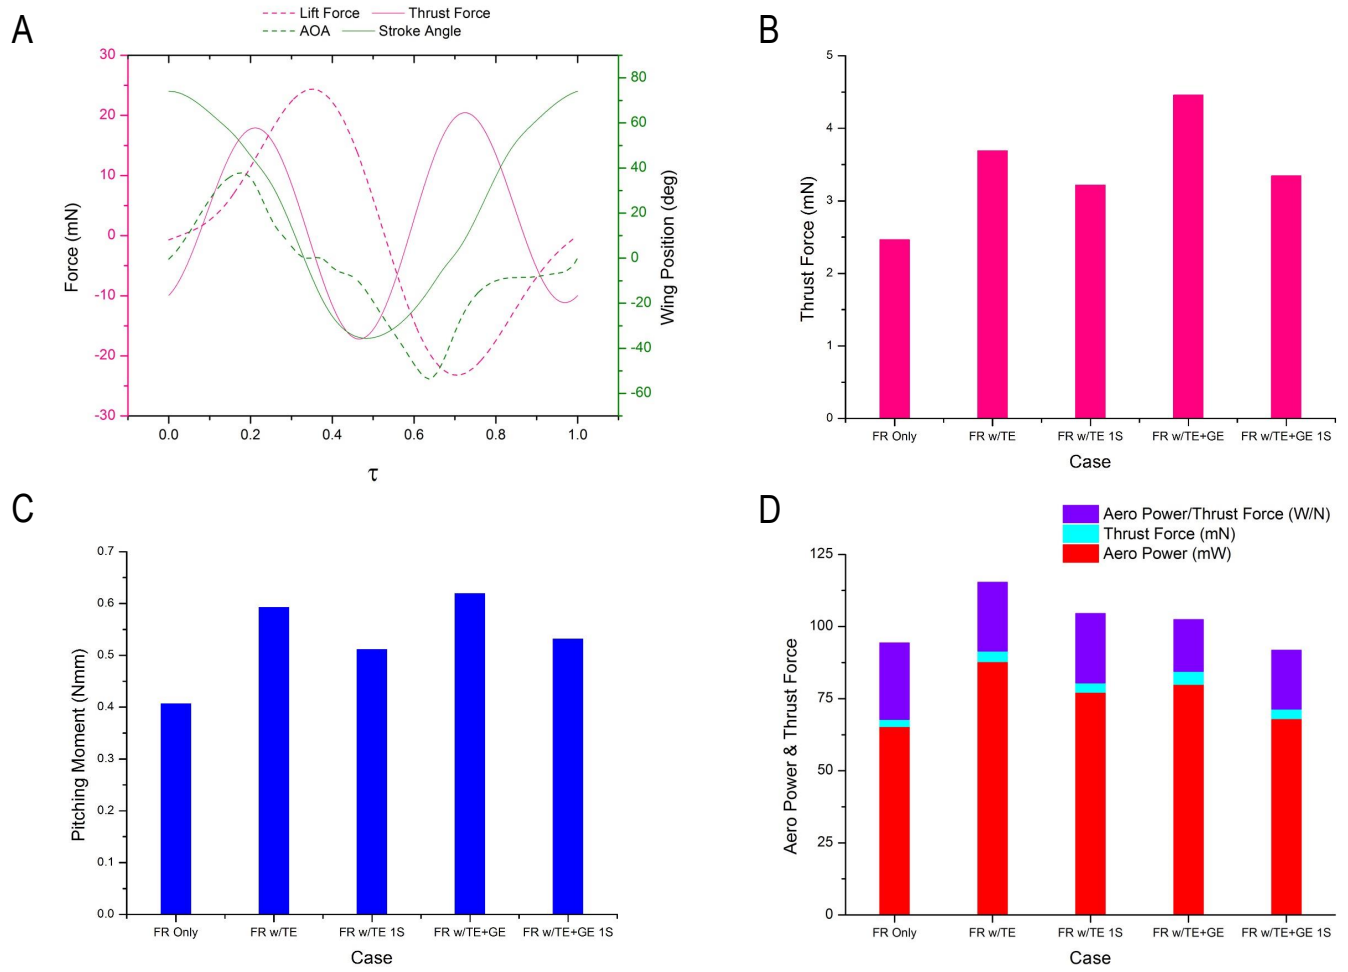 A
Lift Force
Thrust Force
AOA
Stroke Angle
30
20
10
0
-10
-20
-30
Force (mN)
80
60
40
20
0
-20
-40
-60
Wing Position (deg)
0.0 0.2 0.4 0.6 0.8 1.0
τ
B
5
4
3
2
1
0
Thrust Force (mN)
FR Only FR w/TE FR w/TE 1S FR w/TE+GE FR w/TE+GE 1S
Case
C
0.7
0.6
0.5
0.4
0.3
0.2
0.1
0.0
Pitching Moment (Nmm)
FR Only FR w/TE FR w/TE 1S FR w/TE+GE FR w/TE+GE 1S
Case
D
Aero Power/Thrust Force (W/N)
Thrust Force (mN)
Aero Power (mW)
125
100
75
50
25
0
Aero Power & Thrust Force
FR Only FR w/TE FR w/TE 1S FR w/TE+GE FR w/TE+GE 1S
Case